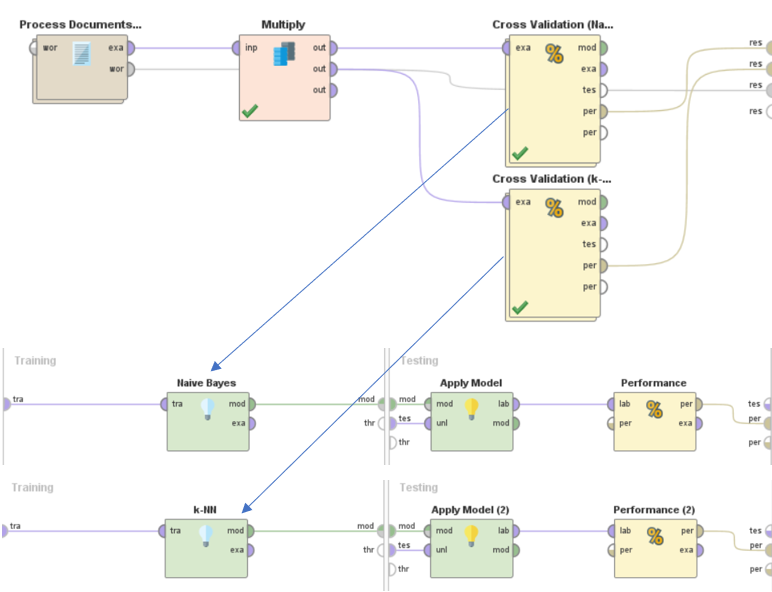 Process Documents...
Multiply
Cross Validation (Na...
wor
exa
wor
inp
out
out
out
exa
mod
exa
tes
per
per
res
res
res
res
Cross Validation (k-...
exa
mod
exa
tes
per
per
Training
Testing
Naive Bayes
Apply Model
Performance
tra
tra
mod
exa
mod
thr
mod
tes
thr
mod
unl
lab
mod
lab
per
per
exa
tes
per
per
Training
Testing
k-NN
Apply Model (2)
Performance (2)
tra
tra
mod
exa
mod
thr
mod
tes
thr
mod
unl
lab
mod
lab
per
per
exa
tes
per
per